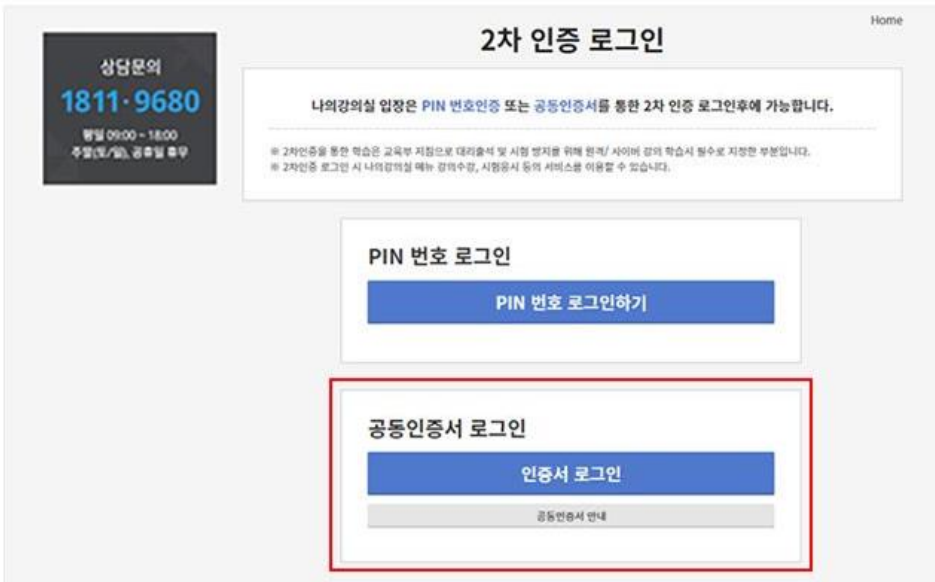 Home
2차 인증 로그인
상담문의
1811·9680
평일 09:00 ~ 18:00
주말(토/일), 공휴일 휴무
나의강의실 입장은 PIN 번호인증 또는 공동인증서를 통한 2차 인증 로그인후에 가능합니다.
※ 2차인증을 통한 학습은 교육부 지침으로 대리출석 및 시험 방지를 위해 원격/ 사이버 강의 학습시 필수로 지정한 부분입니다.
※ 2차인증 로그인 시 나의강의실 메뉴 강의수강, 시험응시 등의 서비스를 이용할 수 있습니다.
PIN 번호 로그인
PIN 번호 로그인하기
공동인증서 로그인
인증서 로그인
공동인증서 안내